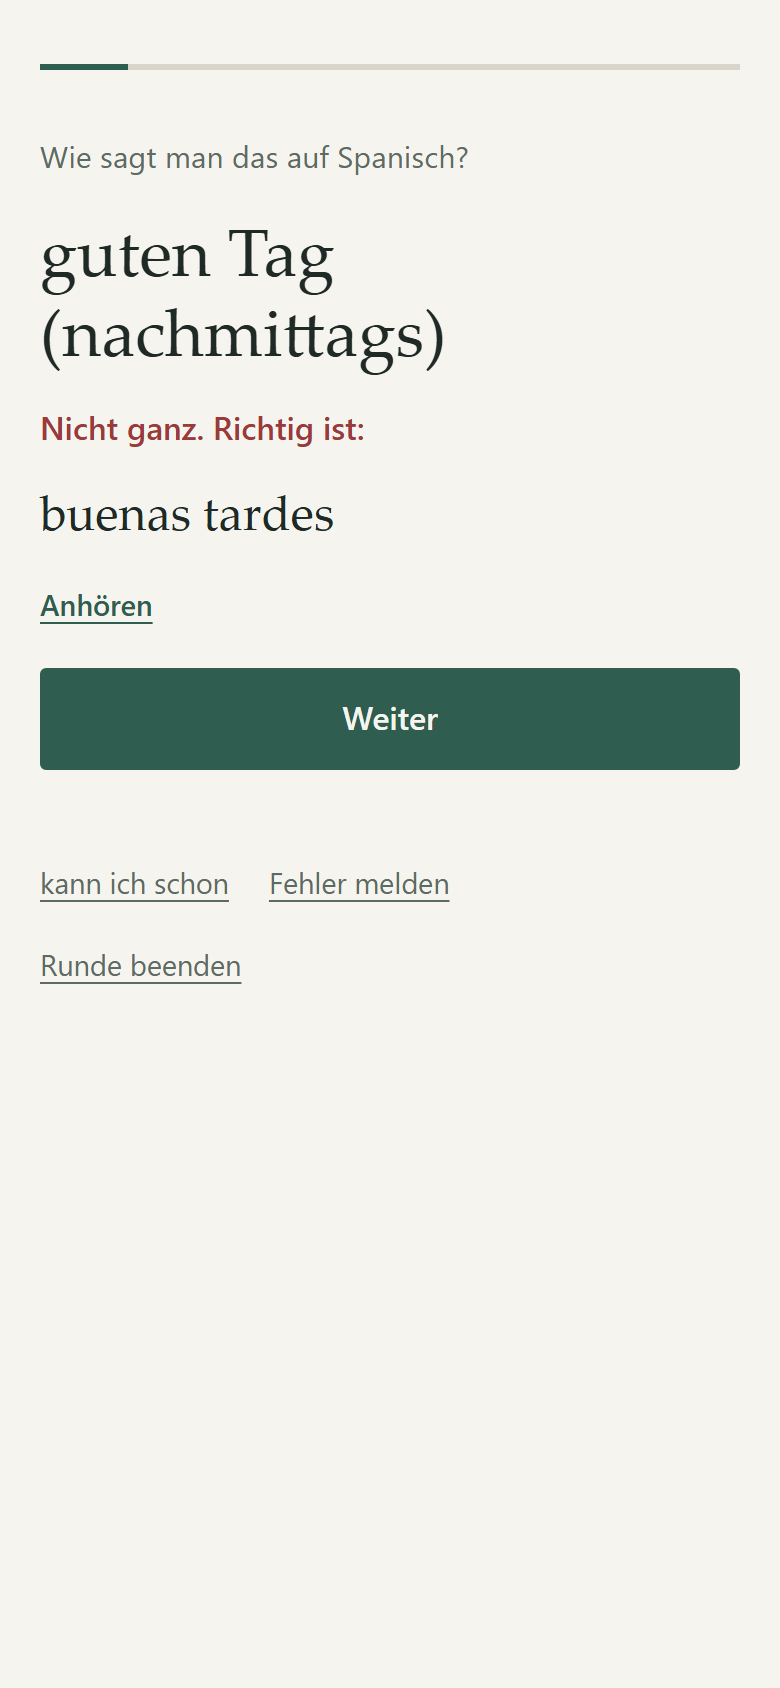 Wie sagt man das auf Spanisch?
guten Tag
(nachmittags)
Nicht ganz. Richtig ist:
buenas tardes
Anhören
Weiter
kann ich schon Fehler melden
Runde beenden